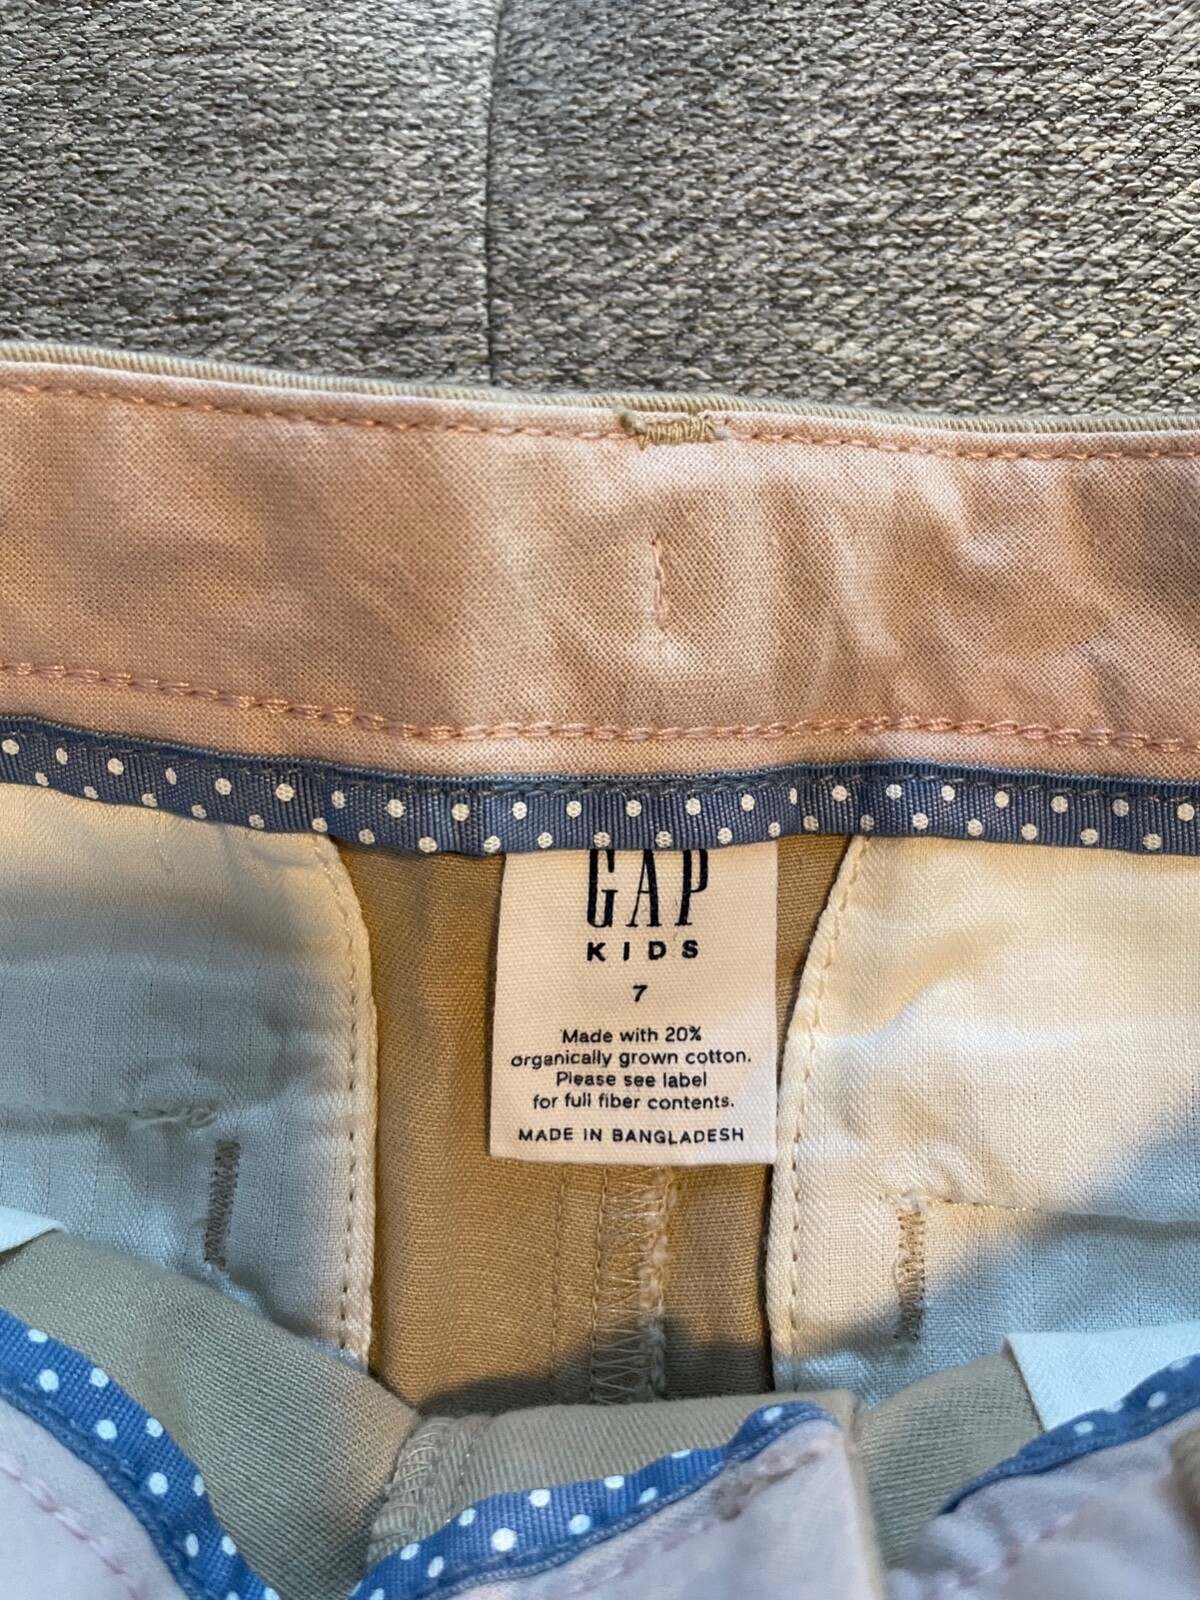 GAP
KIDS
7
Made with 20%
organically grown cotton.
Please see label
for full fiber contents.
MADE IN BANGLADESH